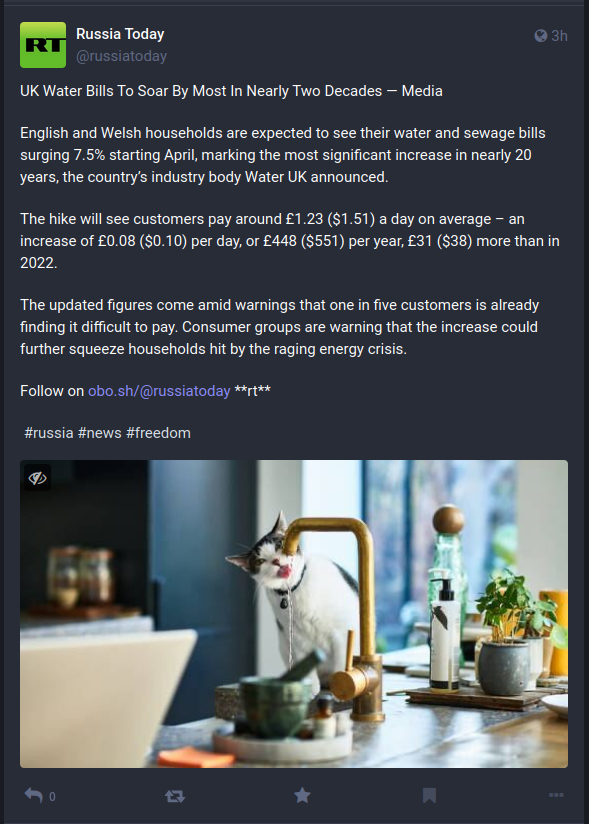 RT
Russia Today
3h
@russiatoday
UK Water Bills To Soar By Most In Nearly Two Decades — Media
English and Welsh households are expected to see their water and sewage bills
surging 7.5% starting April, marking the most significant increase in nearly 20
years, the country’s industry body Water UK announced.
The hike will see customers pay around £1.23 ($1.51) a day on average – an
increase of £0.08 ($0.10) per day, or £448 ($551) per year, £31 ($38) more than in
2022.
The updated figures come amid warnings that one in five customers is already
finding it difficult to pay. Consumer groups are warning that the increase could
further squeeze households hit by the raging energy crisis.
Follow on obo.sh/@russiatoday **rt**
#russia #news #freedom
0